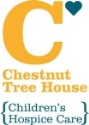 C
Chestnut
Tree House
{Children's
Hospice Care}